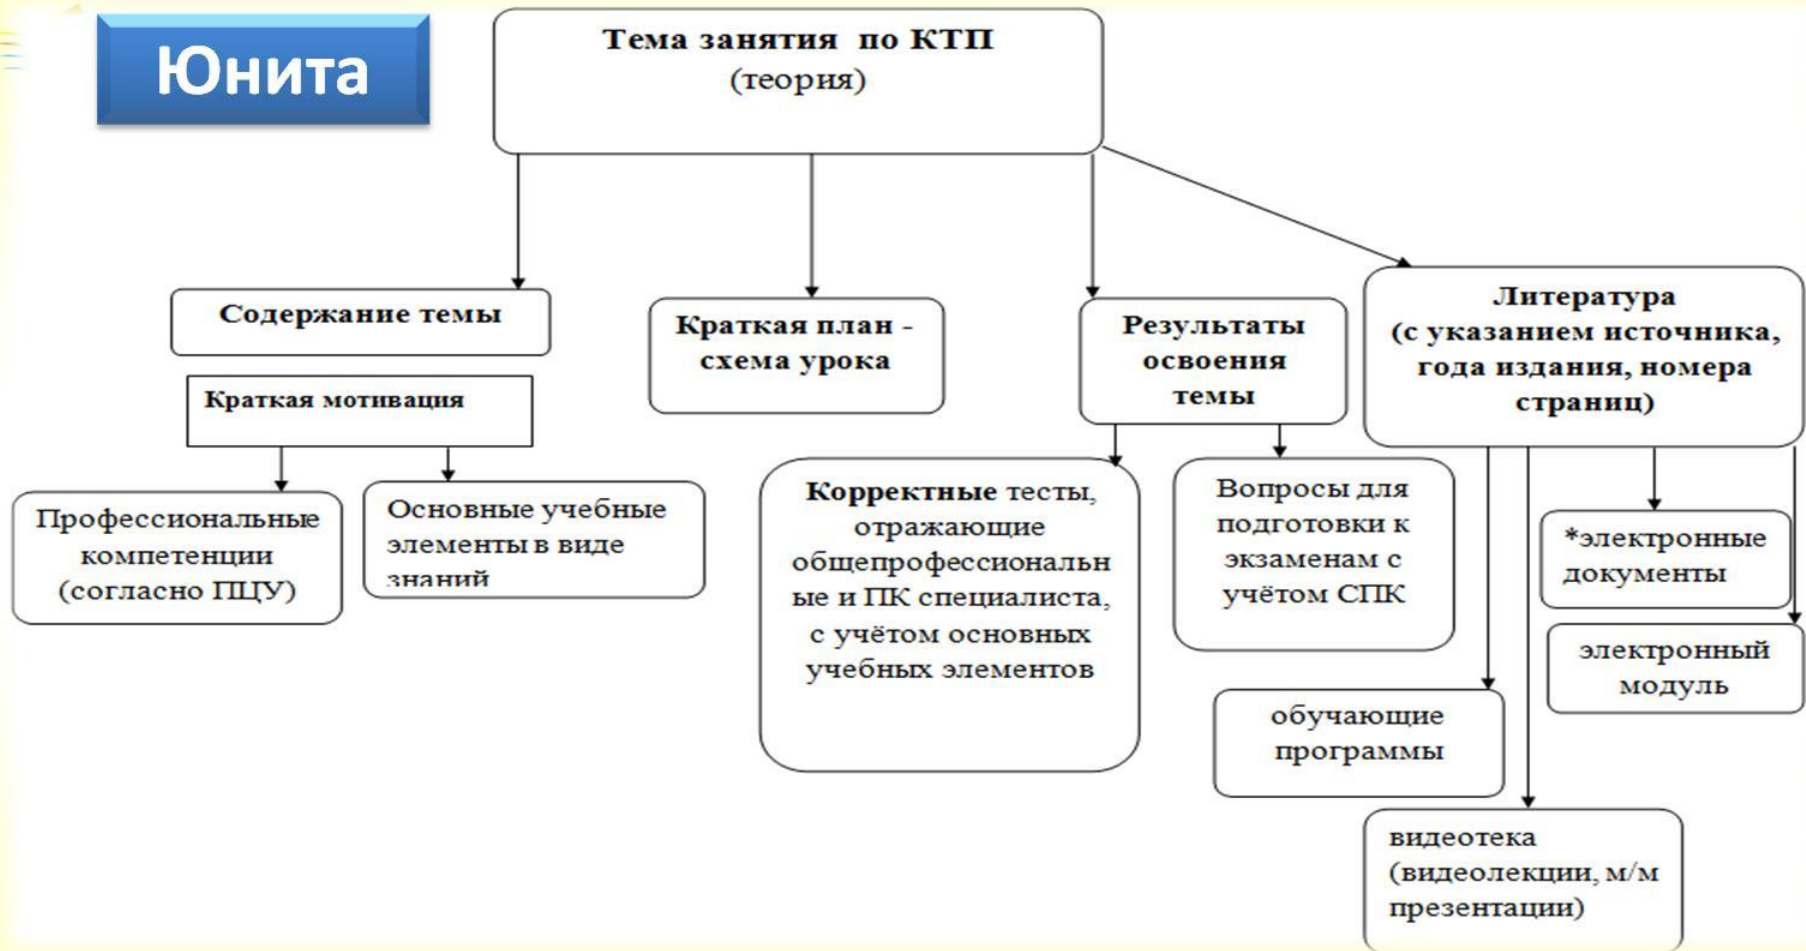 Юнита
Тема занятия по КТП
(теория)
Содержание темы
Краткая мотивация
Профессиональные
компетенции
(согласно ПЦУ)
Основные учебные
элементы в виде
знаний
Краткая план -
схема урока
Результаты
освоения
темы
Корректные тесты,
отражающие
общепрофессиональн
ые и ПК специалиста,
с учётом основных
учебных элементов
Вопросы для
подготовки к
экзаменам с
учётом СПК
Литература
(с указанием источника,
года издания, номера
страниц)
*электронные
документы
электронный
модуль
обучающие
программы
видеотека
(видеолекции, м/м
презентации)